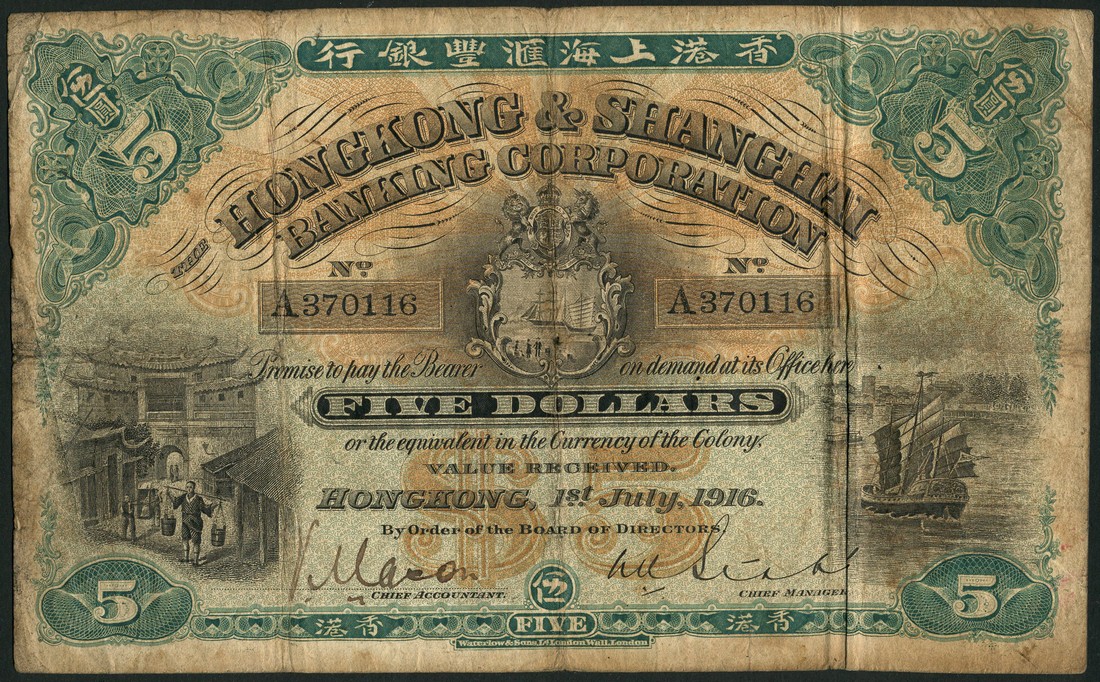 香港上海滙豐銀行
伍圓
5
伍圓
5
THE HONGKONG & SHANGHAI
BANKING CORPORATION
Nº
A370116
Nº
A370116
Promise to pay the Bearer on demand at its Office here
FIVE DOLLARS
or the equivalent in the Currency of the Colony,
VALUE RECEIVED.
$5
HONGKONG, 1st July, 1916.
By Order of the BOARD OF DIRECTORS,
CHIEF ACCOUNTANT.
CHIEF MANAGER
5
伍
5
香港
FIVE
香港
Waterlow & Sons, Ld London Wall, London